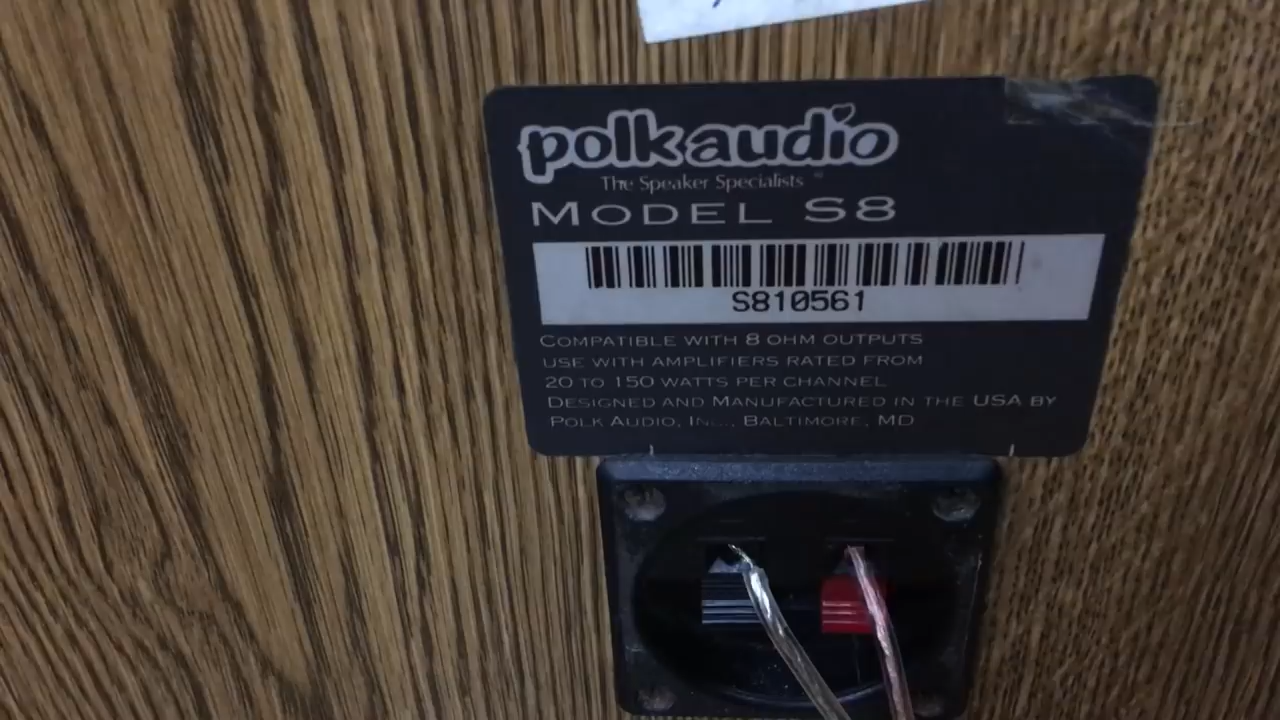 polkaudio
The Speaker Specialists
MODEL S8
S810561
COMPATIBLE WITH 8 OHM OUTPUTS
USE WITH AMPLIFIERS RATED FROM
20 TO 150 WATTS PER CHANNEL
DESIGNED AND MANUFACTURED IN THE USA BY
POLK AUDIO, BALTIMORE, MD